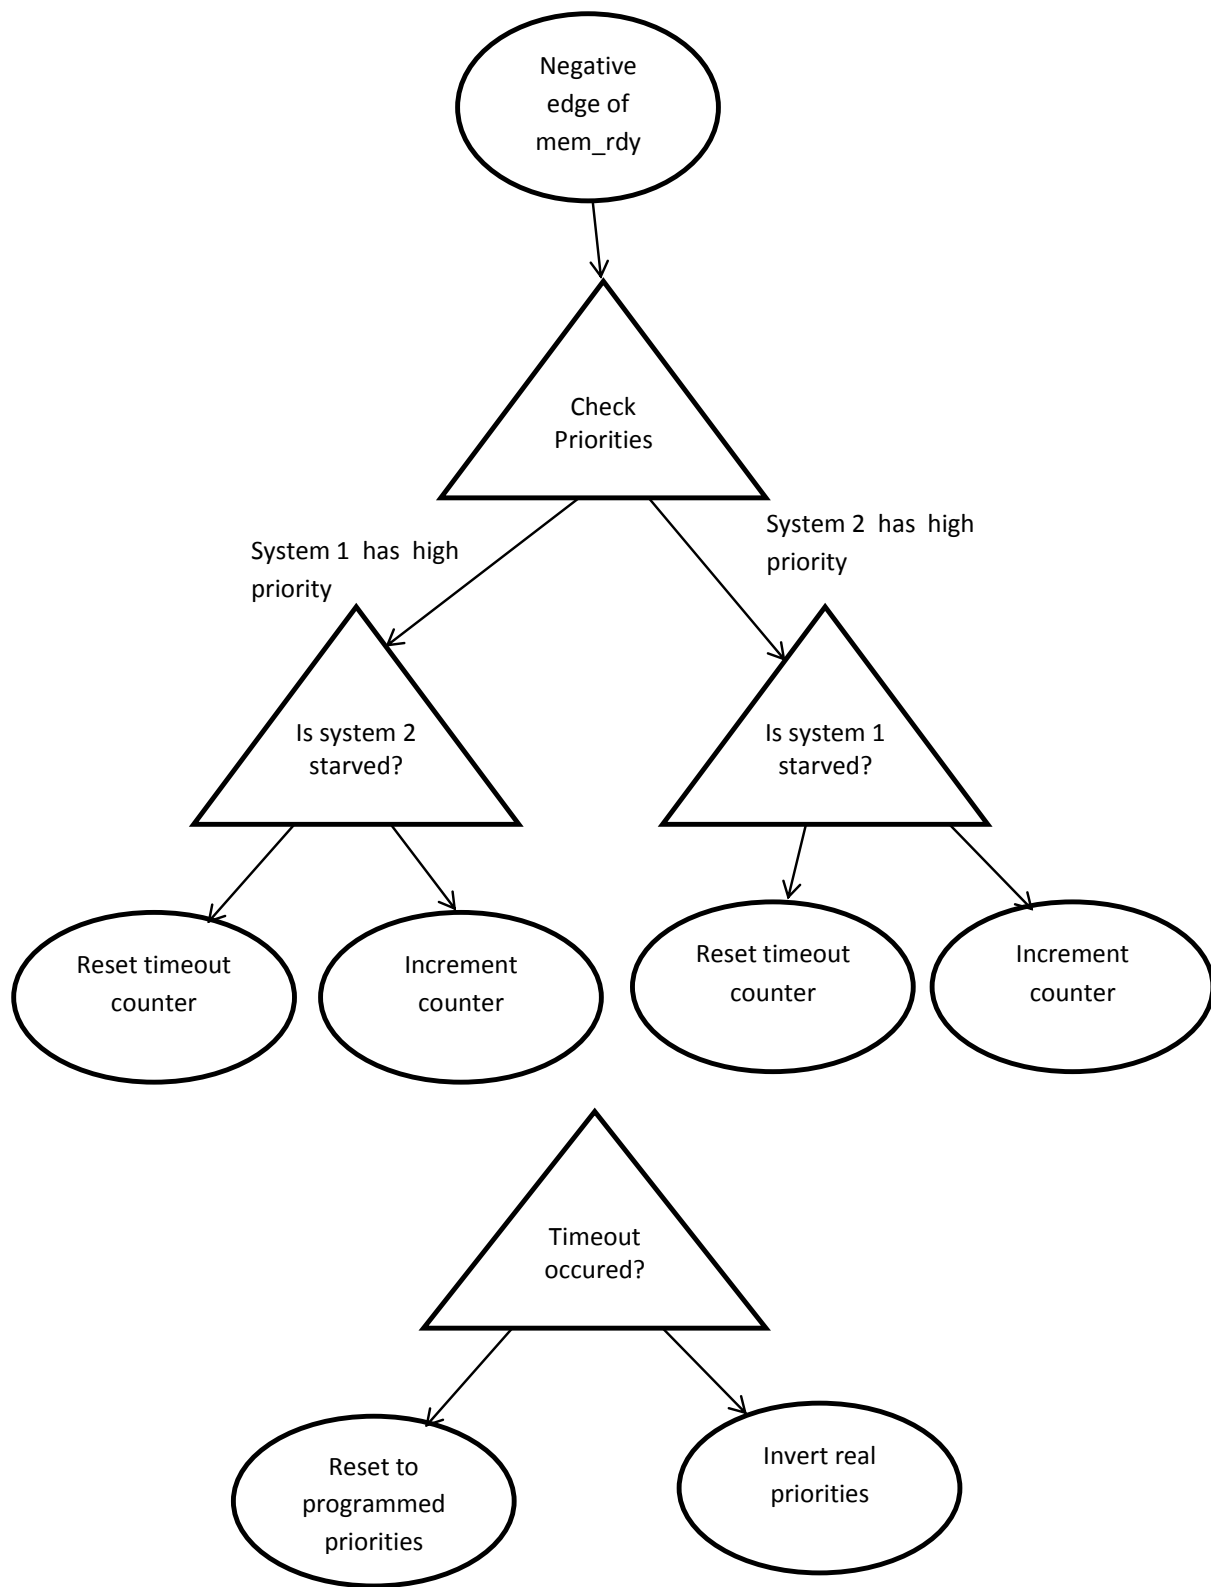 Negative
edge of
mem_rdy
Check
Priorities
System 1 has high
priority
System 2 has high
priority
Is system 2
starved?
Is system 1
starved?
Reset timeout
counter
Increment
counter
Reset timeout
counter
Increment
counter
Timeout
occured?
Reset to
programmed
priorities
Invert real
priorities